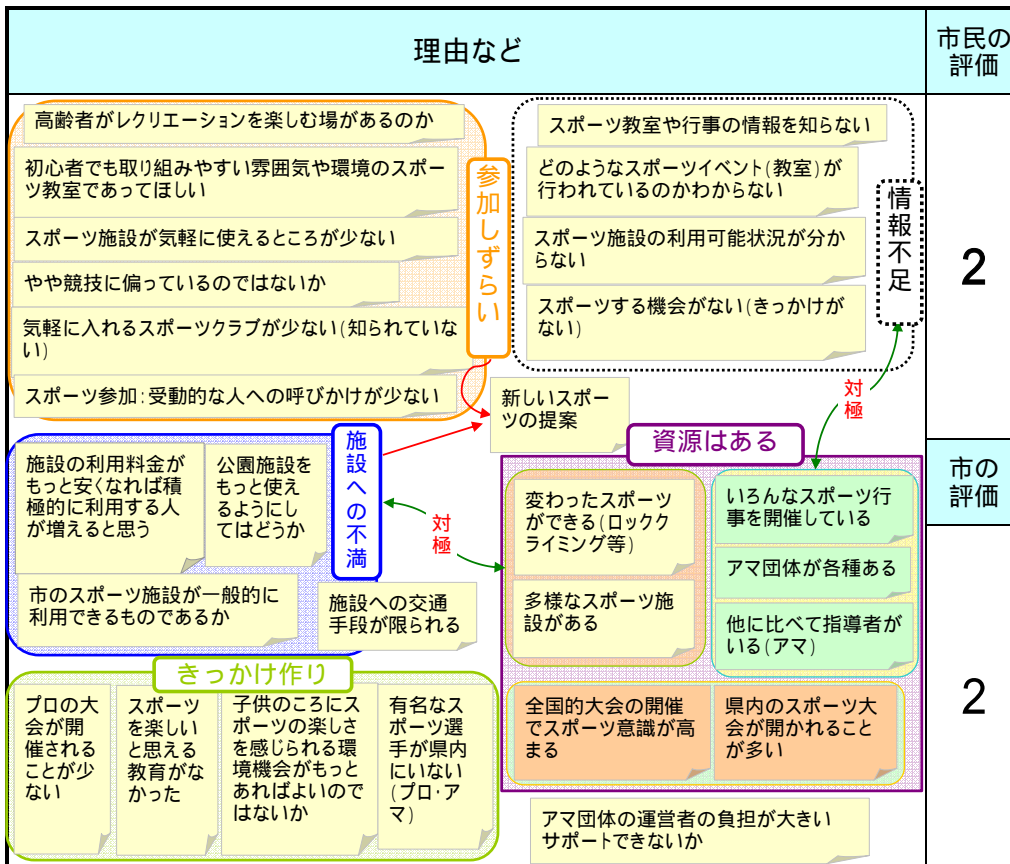 理由など
市民の
評価
高齢者がレクリエーションを楽しむ場があるのか
初心者でも取り組みやすい雰囲気や環境のスポー
ツ教室であってほしい
スポーツ施設が気軽に使えるところが少ない
やや競技に偏っているのではないか
気軽に入れるスポーツクラブが少ない(知られていな
い)
スポーツ参加:受動的な人への呼びかけが少ない
参加しずらい
スポーツ教室や行事の情報を知らない
どのようなスポーツイベント(教室)が
行われているのかわからない
スポーツ施設の利用可能状況が分か
らない
スポーツする機会がない(きっかけが
ない)
情報不足
2
新しいスポー
ツの提案
対極
施設の利用料金が
もっと安くなれば積
極的に利用する人
が増えると思う
公園施設を
もっと使え
るようにし
てはどうか
市のスポーツ施設が一般的に
利用できるものであるか
施設への交通
手段が限られる
施設への不満
対極
資源はある
変わったスポーツ
ができる(ロックク
ライミング等)
多様なスポーツ施
設がある
いろんなスポーツ行
事を開催している
アマ団体が各種ある
他に比べて指導者が
いる(アマ)
全国的大会の開催
でスポーツ意識が高
まる
県内のスポーツ大
会が開かれること
が多い
市の
評価
2
きっかけ作り
プロの大
会が開
催される
ことが少
ない
スポーツ
を楽しい
と思える
教育がな
かった
子供のころにス
ポーツの楽しさ
を感じられる環
境機会がもっと
あればよいので
はないか
有名なス
ポーツ選
手が県内
にいない
(プロ・ア
マ)
アマ団体の運営者の負担が大きい
サポートできないか